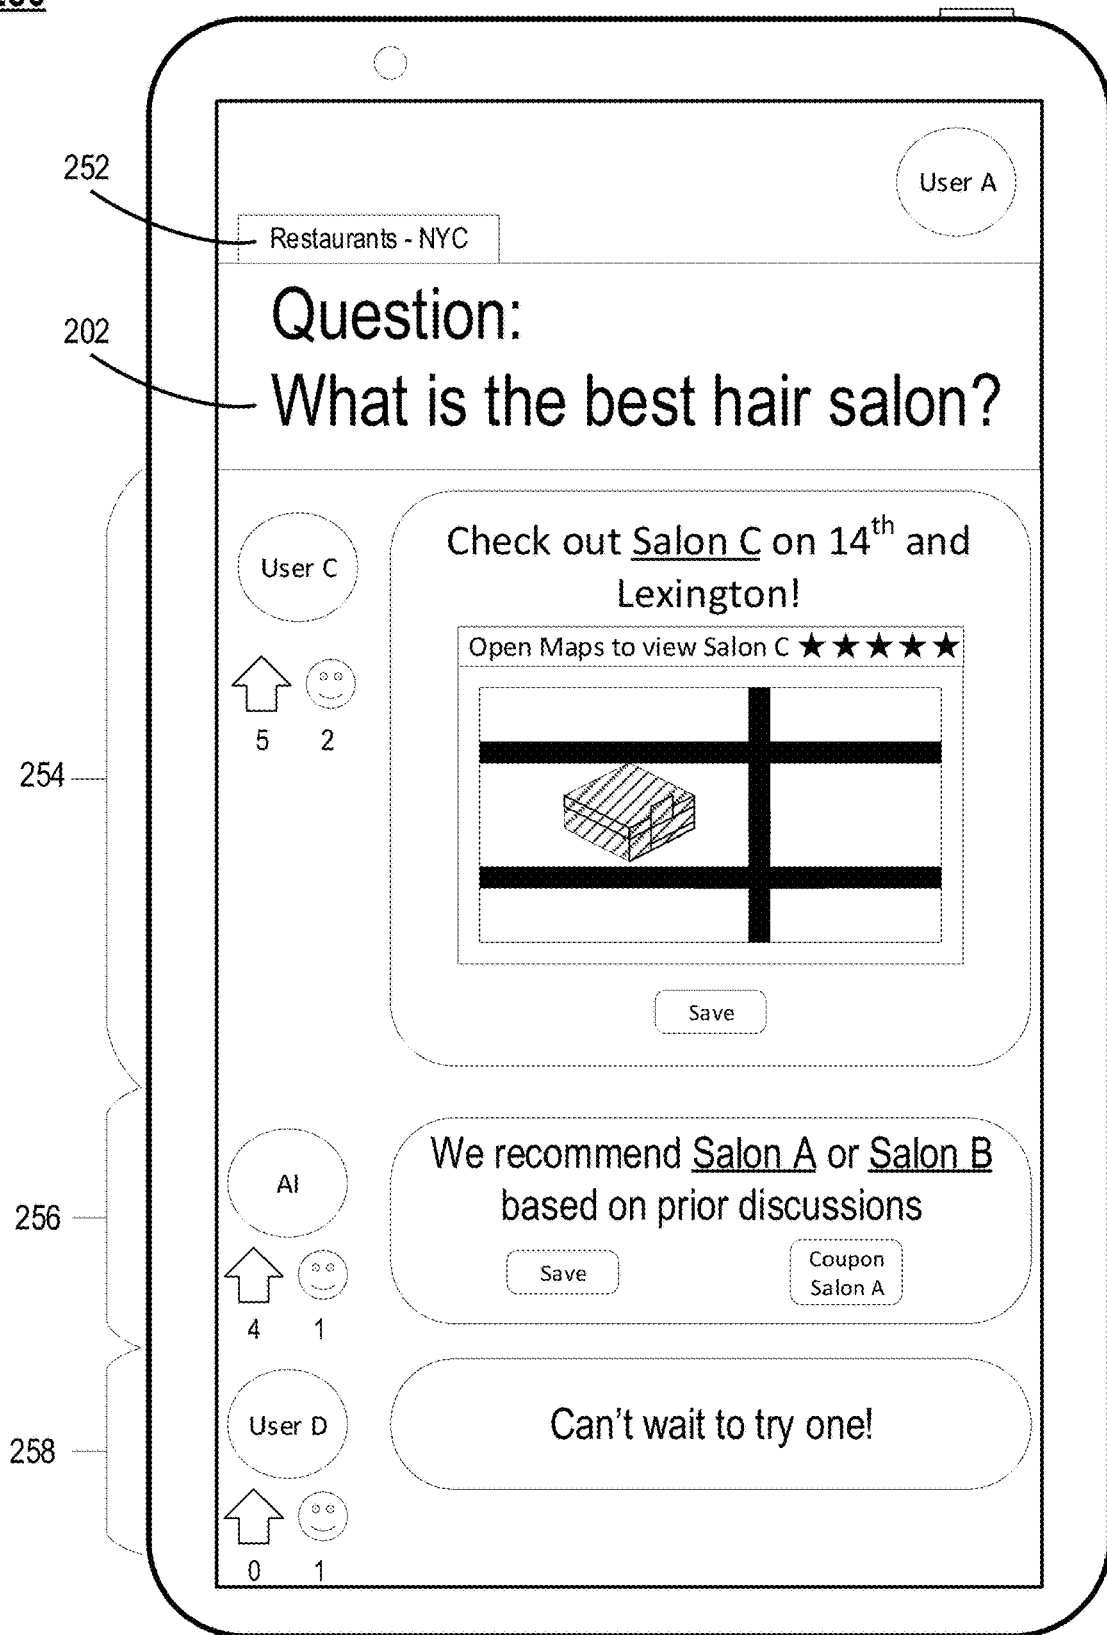 User A
252
Restaurants - NYC
Question:
202
What is the best hair salon?
User C
Check out Salon C on 14th and
Lexington!
Open Maps to view Salon C ★★★★★
5 2
254
Save
AI
We recommend Salon A or Salon B
based on prior discussions
256
Save
Coupon
Salon A
4 1
User D
Can't wait to try one!
258
0 1